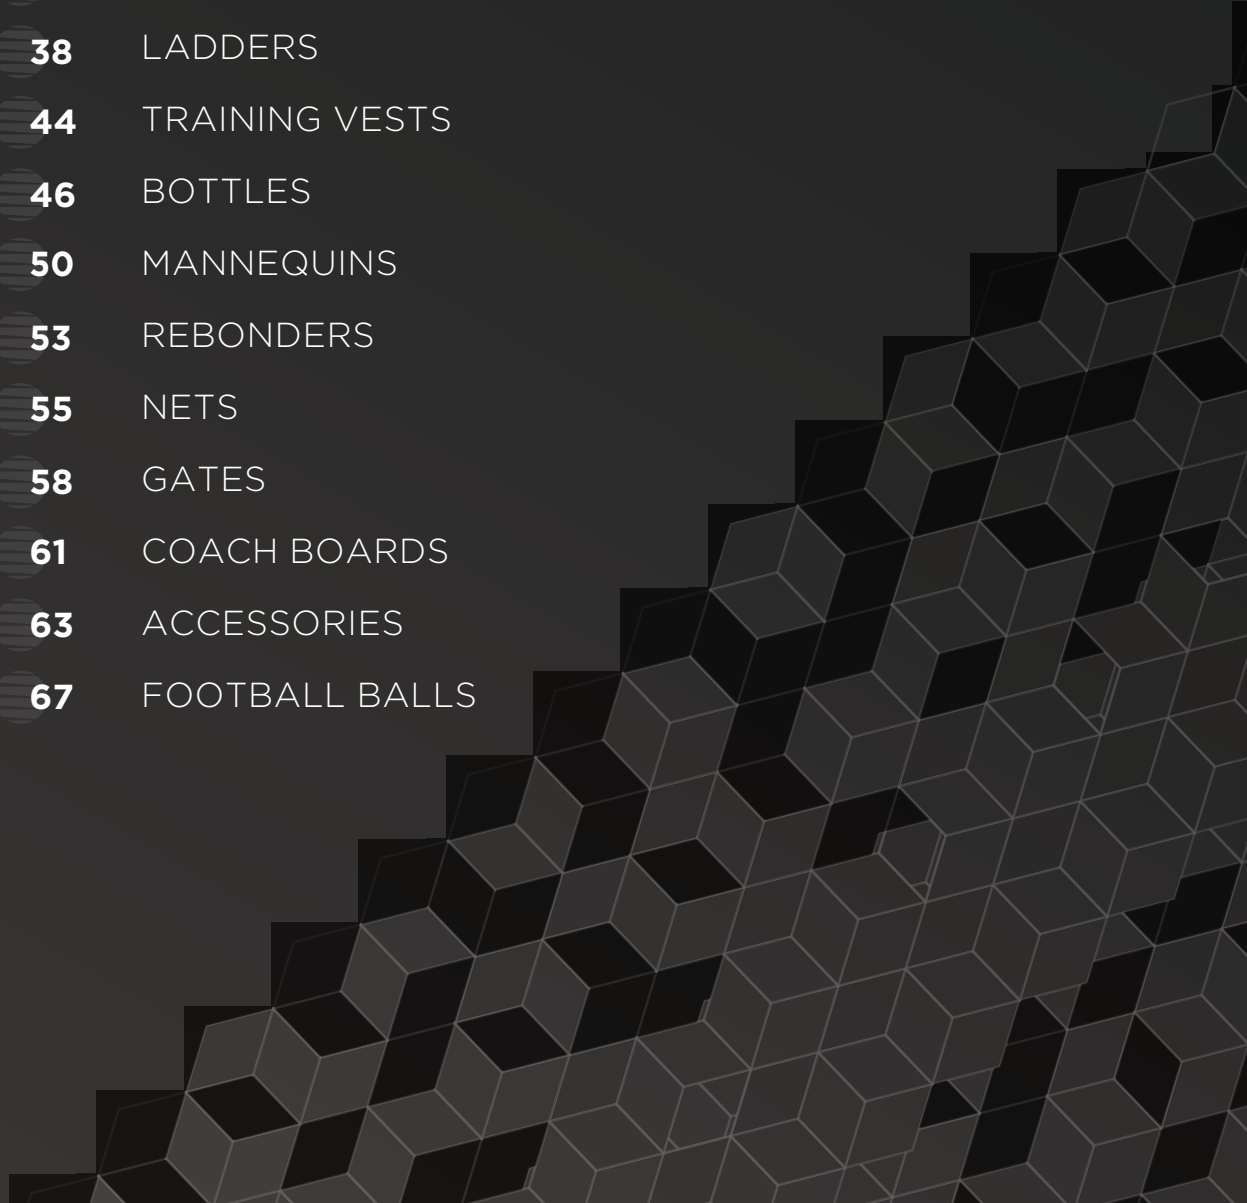 38 LADDERS
44 TRAINING VESTS
46 BOTTLES
50 MANNEQUINS
53 REBONDERS
55 NETS
58 GATES
61 COACH BOARDS
63 ACCESSORIES
67 FOOTBALL BALLS